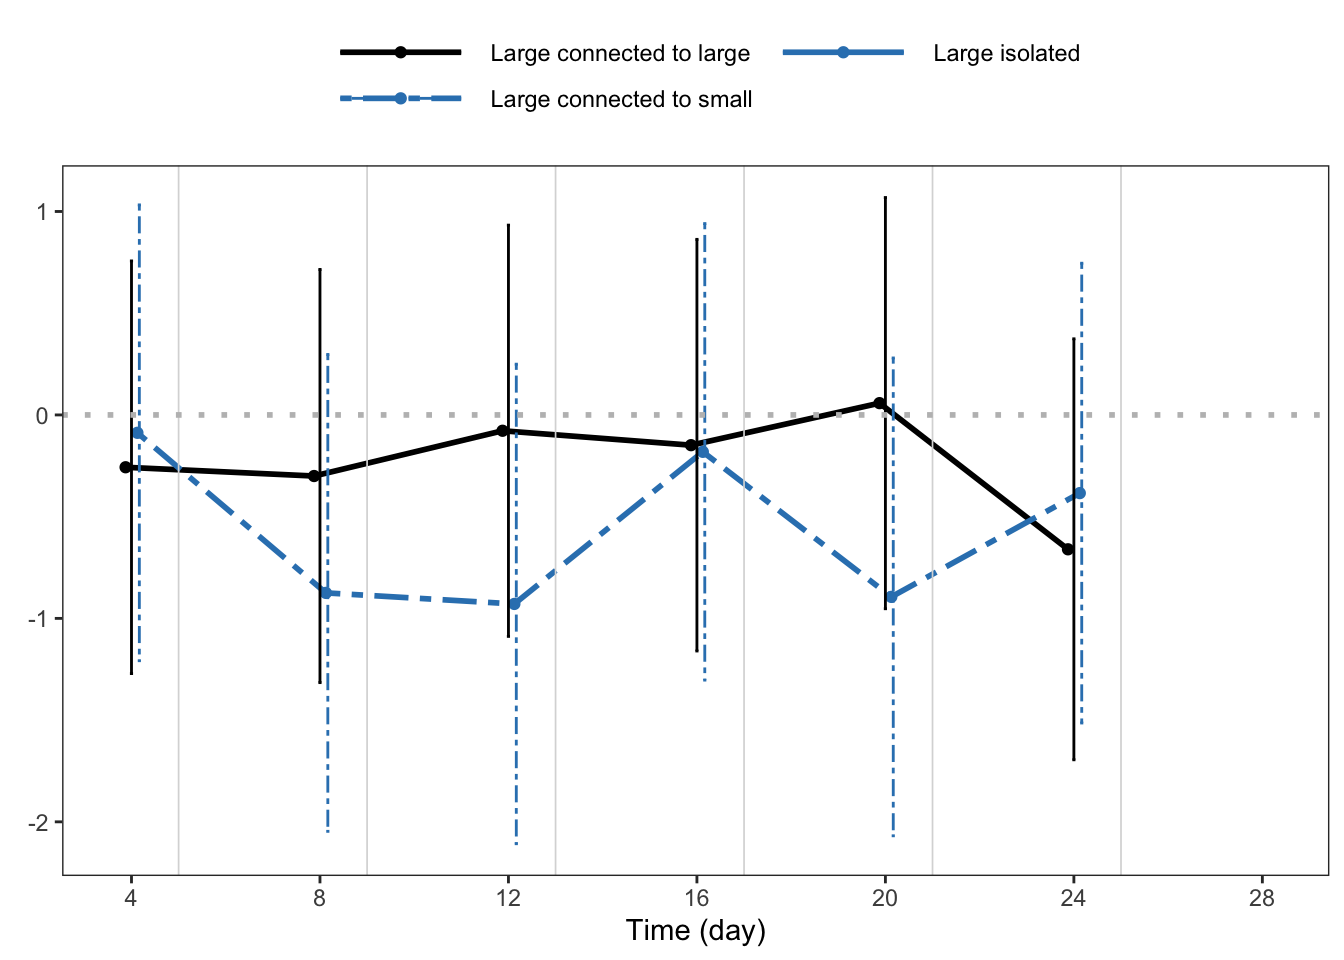 Large connected to large
Large isolated
Large connected to small
1
0
-1
-2
4 8 12 16 20 24 28
Time (day)